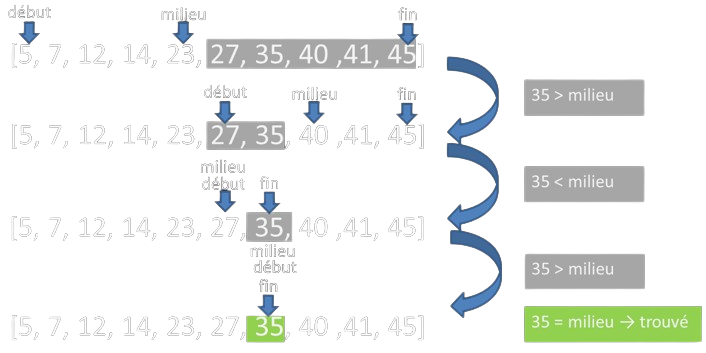 début milieu fin
[5, 7, 12, 14, 23, 27, 35, 40 ,41, 45]
35 > milieu
début milieu fin
[5, 7, 12, 14, 23, 27, 35, 40 ,41, 45]
35 < milieu
milieu
début fin
[5, 7, 12, 14, 23, 27, 35, 40 ,41, 45]
35 > milieu
milieu
début
fin
[5, 7, 12, 14, 23, 27, 35, 40 ,41, 45]
35 = milieu → trouvé